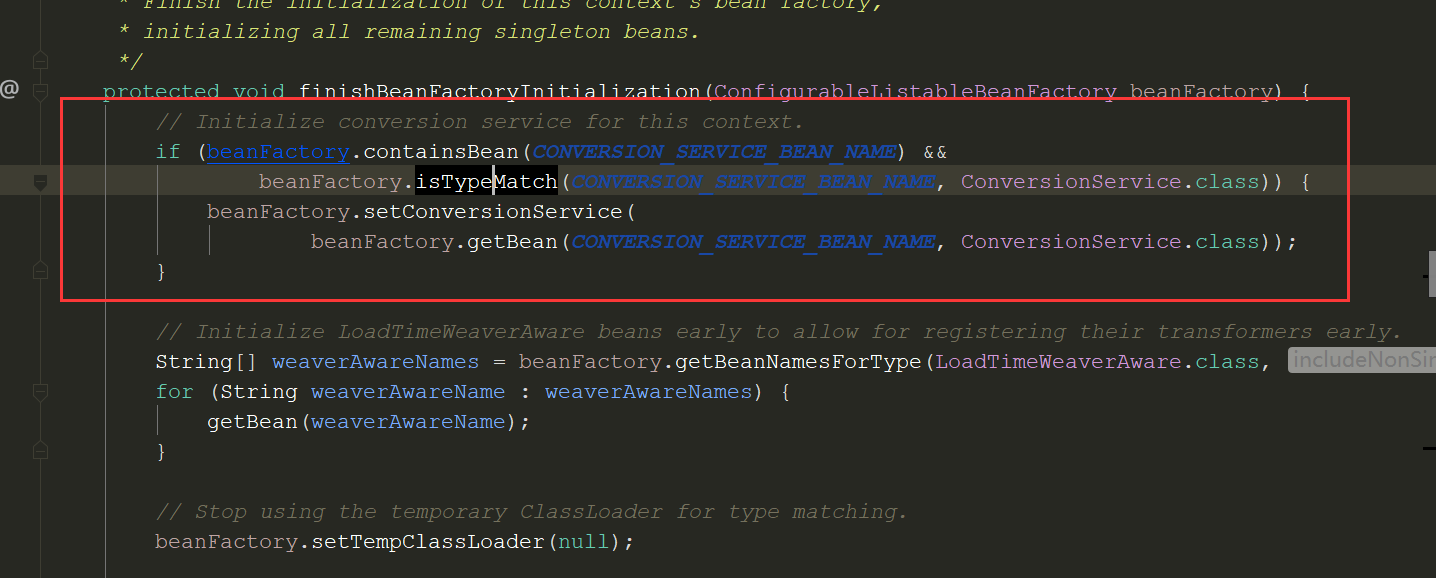 * Finish the initialization of this context's bean factory,
* initializing all remaining singleton beans.
*/
@
protected void finishBeanFactoryInitialization(ConfigurableListableBeanFactory beanFactory) {
// Initialize conversion service for this context.
if (beanFactory.containsBean(CONVERSION_SERVICE_BEAN_NAME) &&
beanFactory.isTypeMatch(CONVERSION_SERVICE_BEAN_NAME, ConversionService.class)) {
beanFactory.setConversionService(
beanFactory.getBean(CONVERSION_SERVICE_BEAN_NAME, ConversionService.class));
}
// Initialize LoadTimeWeaverAware beans early to allow for registering their transformers early.
String[] weaverAwareNames = beanFactory.getBeanNamesForType(LoadTimeWeaverAware.class, includeNonSin
for (String weaverAwareName : weaverAwareNames) {
getBean(weaverAwareName);
}
// Stop using the temporary ClassLoader for type matching.
beanFactory.setTempClassLoader(null);